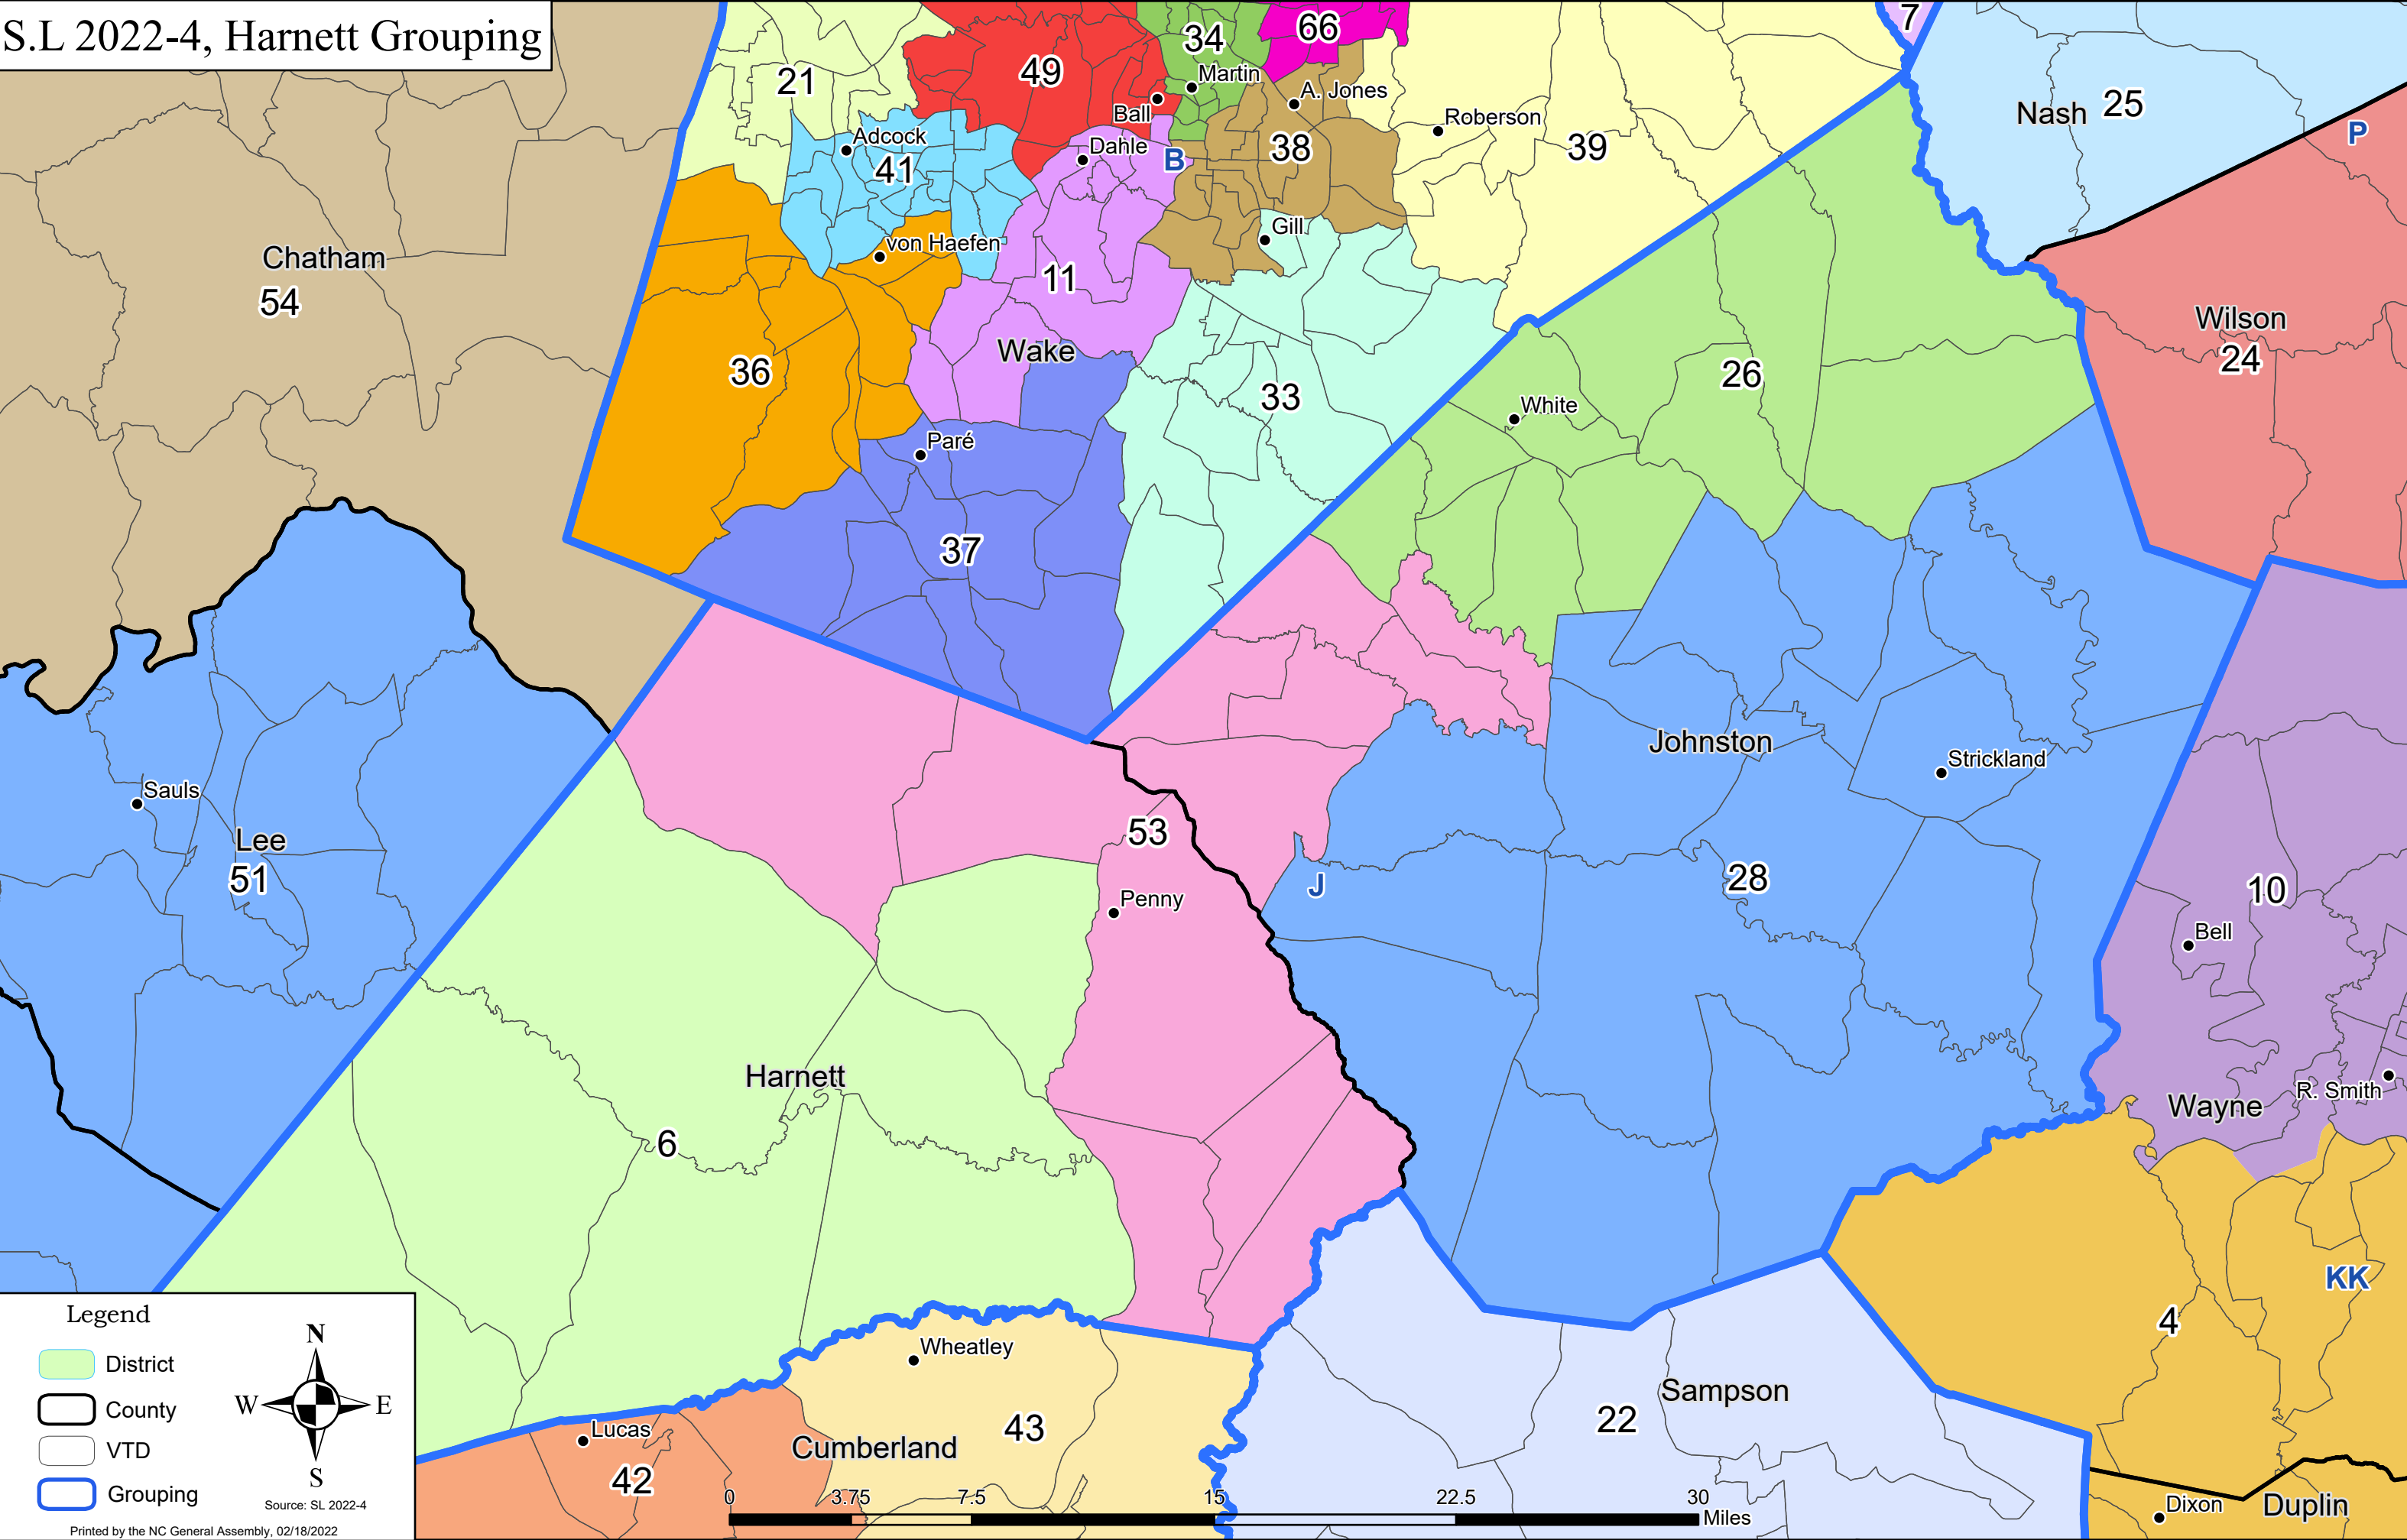 S.L 2022-4, Harnett Grouping
7
66
34
49
21
Martin
A. Jones
Ball
Nash 25
P
Roberson
Adcock
41
Dahle
B
38
39
von Haefen
Gill
Chatham
54
11
Wake
36
33
Wilson
24
26
White
Paré
37
Johnston
Strickland
Sauls
Lee
51
53
Penny
J
28
10
Bell
Harnett
6
Wayne
R. Smith
KK
4
Wheatley
Lucas
42
43
Cumberland
Sampson
22
Dixon
Duplin
Legend
District
County
VTD
Grouping
N
W E
S
Source: SL 2022-4
Printed by the NC General Assembly, 02/18/2022
0 3.75 7.5 15 22.5 30
Miles